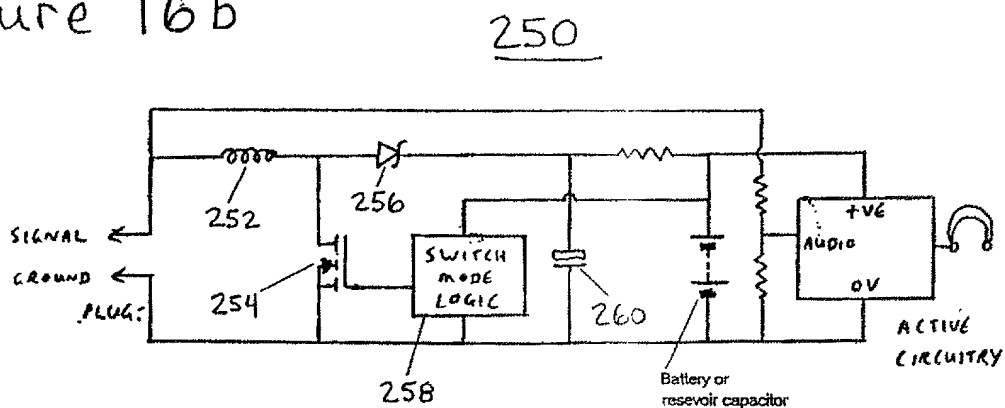 ure 16b
250
252
256
SIGNAL
GROUND
PLUG:
254
SWITCH
MODE
LOGIC
258
260
+VE
AUDIO
0V
ACTIVE
CIRCUITRY
Battery or
resevoir capacitor